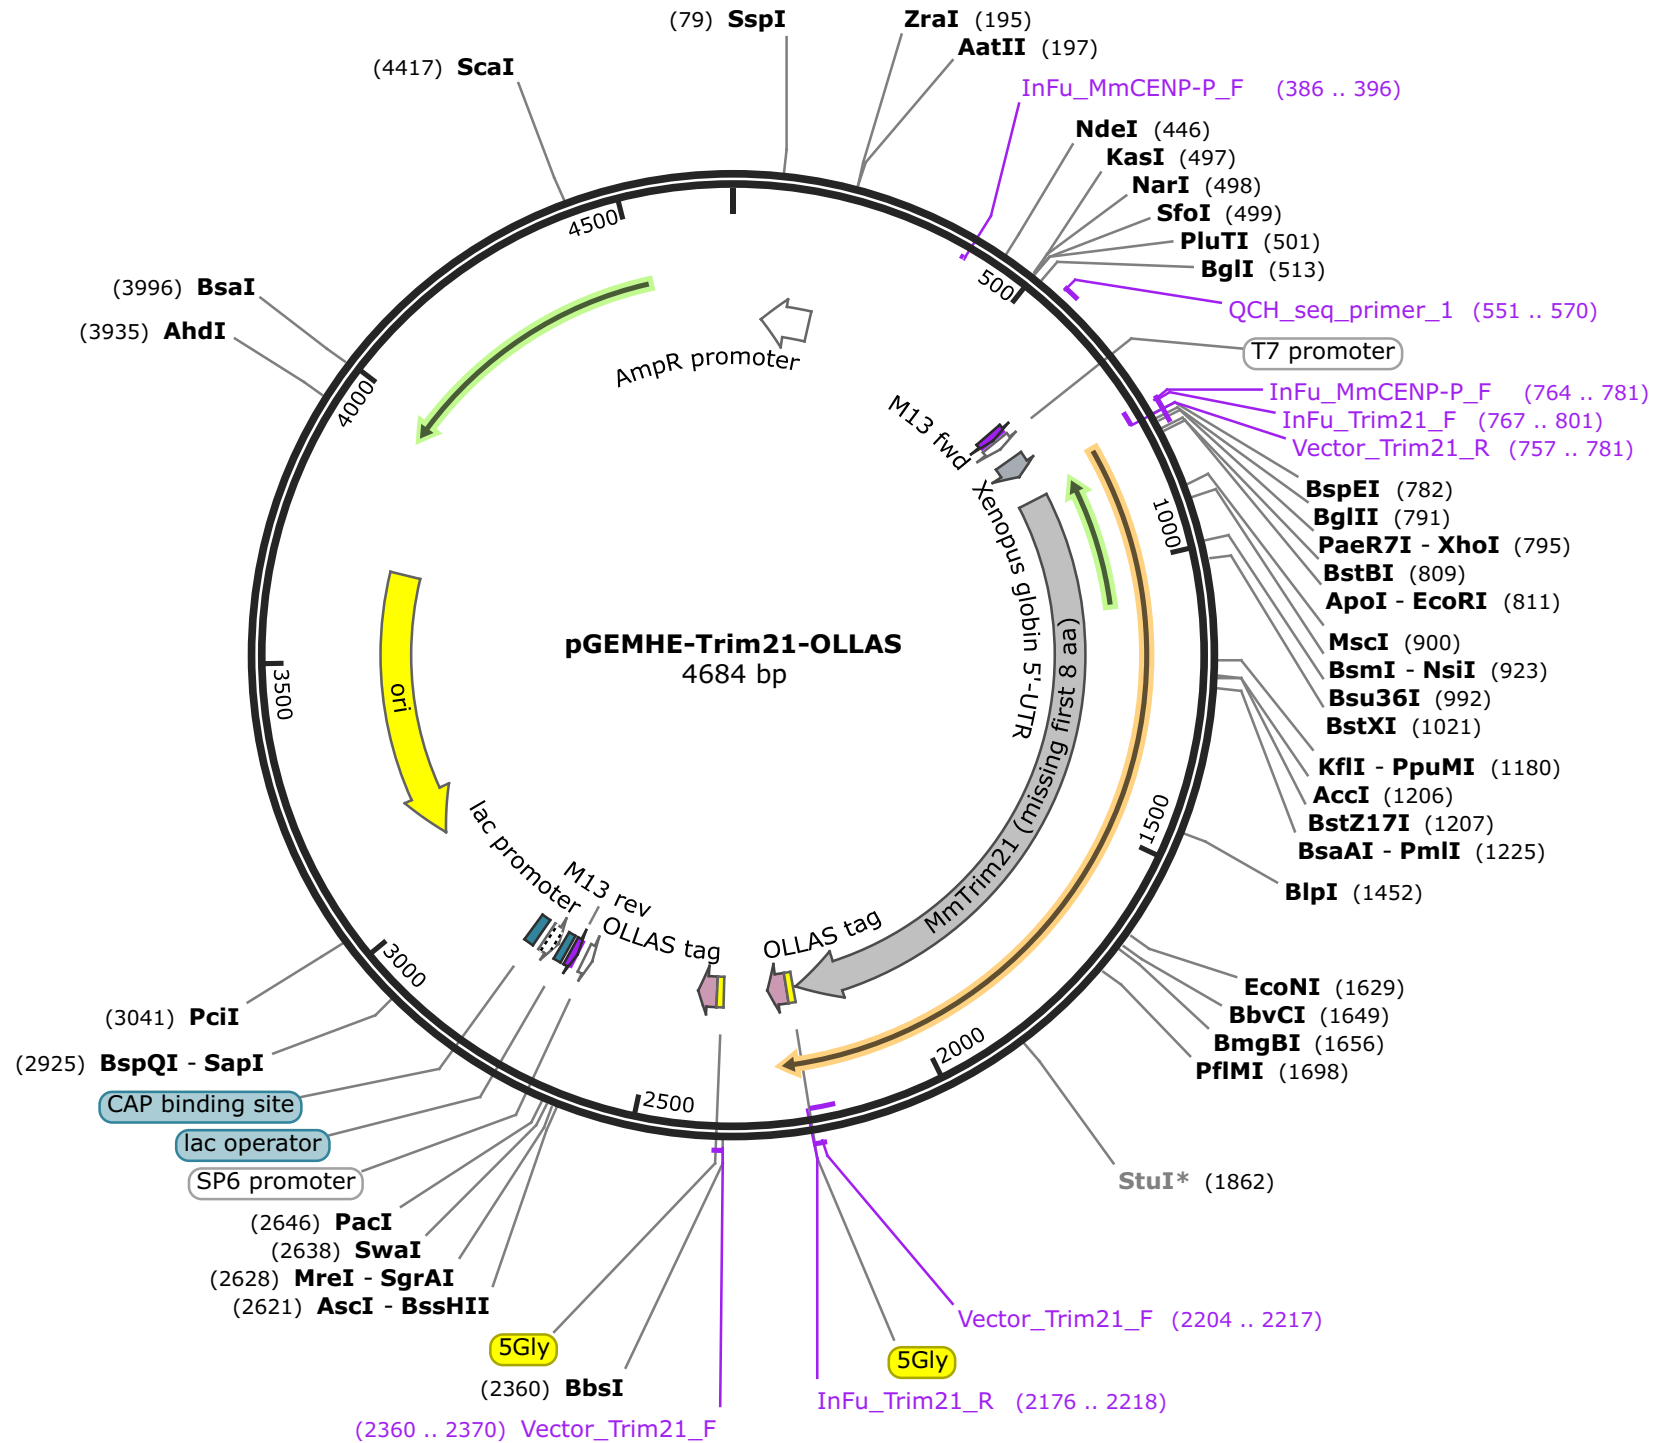 (79) SspI
ZraI (195)
AatII (197)
(4417) ScaI
InFu_MmCENP-P_F (386 .. 396)
NdeI (446)
KasI (497)
NarI (498)
SfoI (499)
PluTI (501)
BglI (513)
QCH_seq_primer_1 (551 .. 570)
T7 promoter
InFu_MmCENP-P_F (764 .. 781)
InFu_Trim21_F (767 .. 801)
Vector_Trim21_R (757 .. 781)
BspEI (782)
BglII (791)
PaeR7I - XhoI (795)
BstBI (809)
ApoI - EcoRI (811)
MscI (900)
BsmI - NsiI (923)
Bsu36I (992)
BstXI (1021)
KflI - PpuMI (1180)
AccI (1206)
BstZ17I (1207)
BsaAI - PmlI (1225)
BlpI (1452)
EcoNI (1629)
BbvCI (1649)
BmgBI (1656)
PflMI (1698)
StuI* (1862)
Vector_Trim21_F (2204 .. 2217)
5Gly
InFu_Trim21_R (2176 .. 2218)
(2360 .. 2370) Vector_Trim21_F
(2360) BbsI
5Gly
(2621) AscI - BssHII
(2628) MreI - SgrAI
(2638) SwaI
(2646) PacI
SP6 promoter
lac operator
CAP binding site
(2925) BspQI - SapI
(3041) PciI
(3935) AhdI
(3996) BsaI
500
1000
1500
2000
2500
3000
3500
4000
4500
AmpR promoter
M13 fwd
Xenopus globin 5'-UTR
MmTrim21 (missing first 8 aa)
OLLAS tag
OLLAS tag
M13 rev
lac promoter
ori
pGEMHE-Trim21-OLLAS
4684 bp